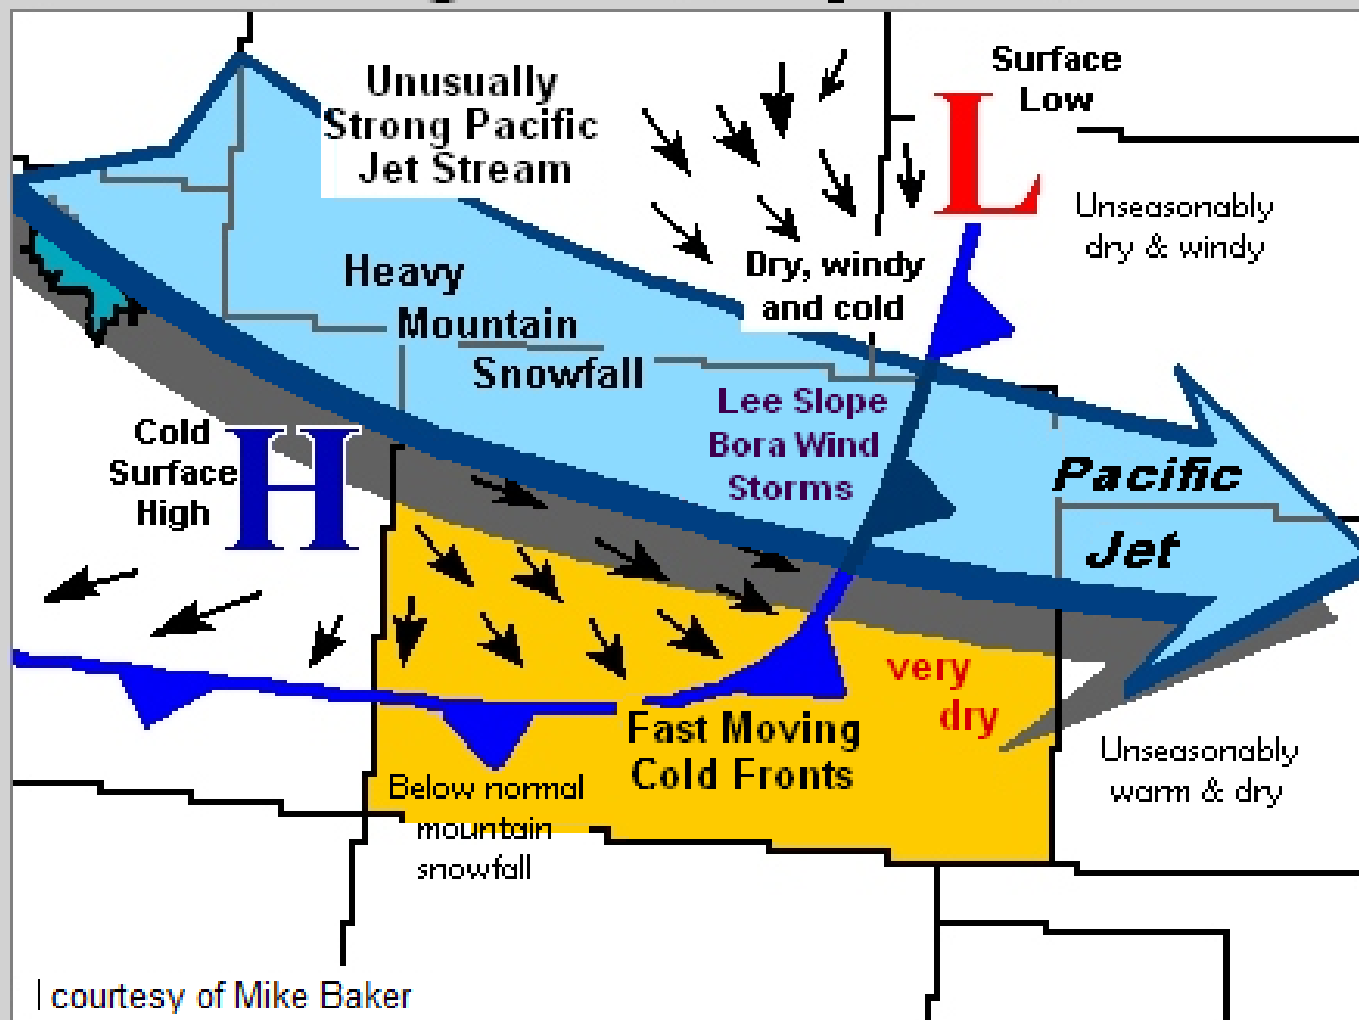 Unusually
Strong Pacific
Jet Stream
Surface
Low
L
Unseasonably
dry & windy
Dry, windy
and cold
Heavy
Mountain
Snowfall
Lee Slope
Bora Wind
Storms
Cold
Surface
High
H
Pacific
Jet
very
dry
Fast Moving
Cold Fronts
Unseasonably
warm & dry
Below normal
mountain
snowfall
courtesy of Mike Baker